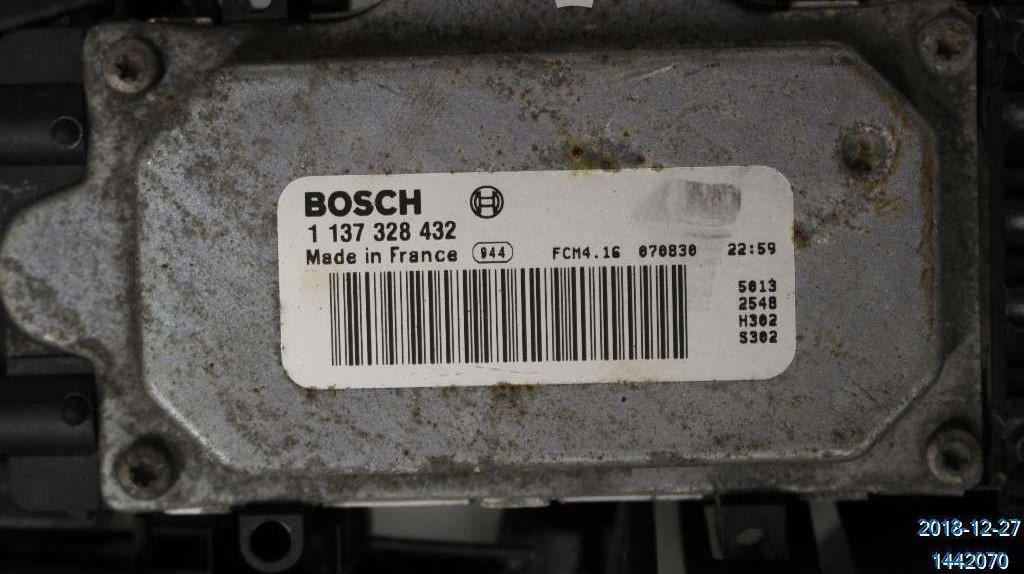 BOSCH
1 137 328 432
Made in France 944 FCM4.16 070830 22:59
5013
2548
H302
S302
2018-12-27
1442070